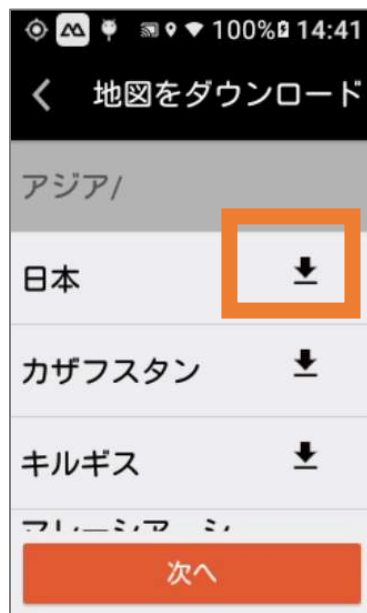 100% 14:41
地図をダウンロード
アジア/
日本
カザフスタン
キルギス
次へ